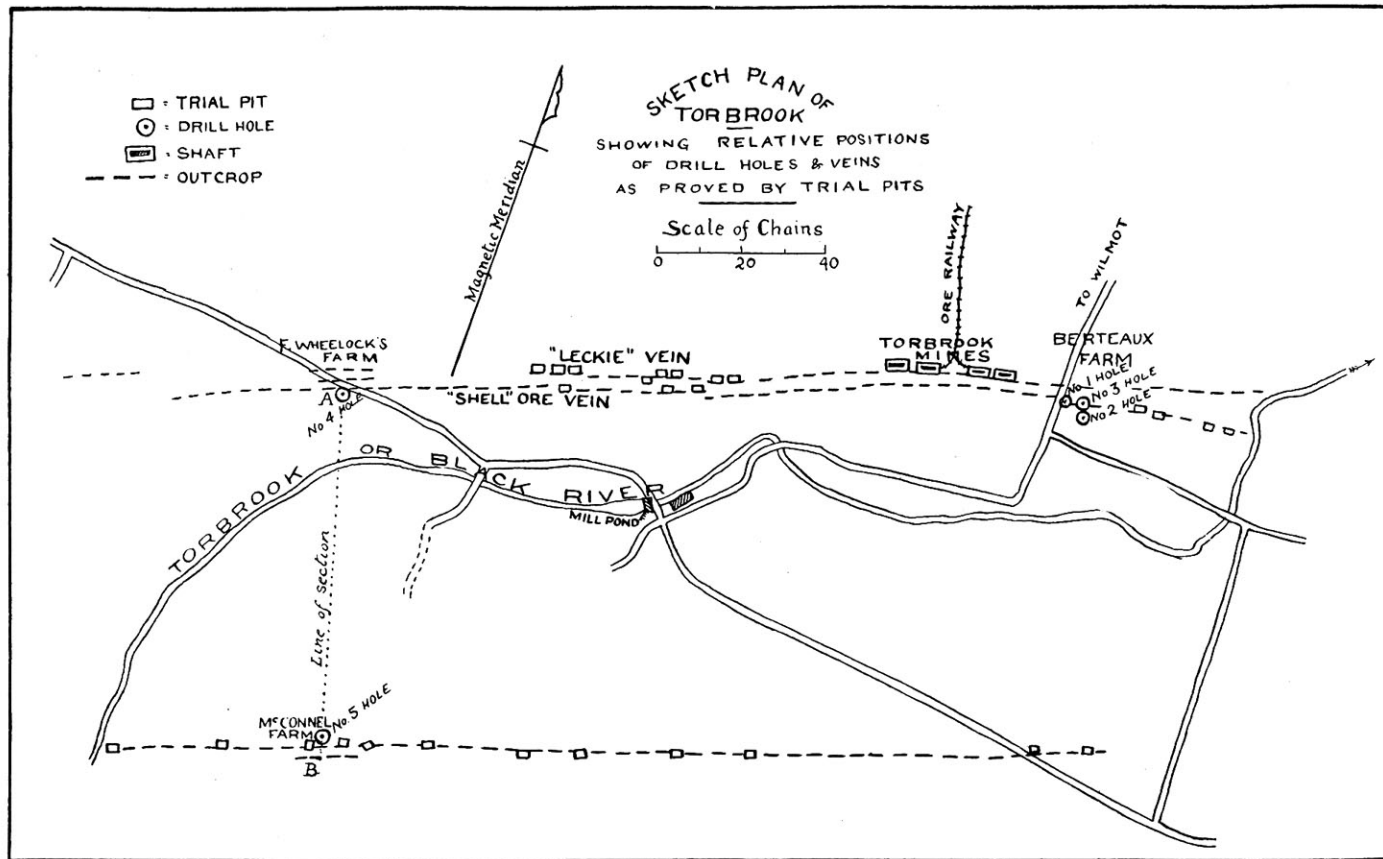 SKETCH PLAN OF
TORBROOK
SHOWING RELATIVE POSITIONS
OF DRILL HOLES & VEINS
AS PROVED BY TRIAL PITS
Scale of Chains
0 20 40
= TRIAL PIT
= DRILL HOLE
= SHAFT
= OUTCROP
Magnetic Meridian
ORE RAILWAY
TO WILMOT
F. WHEELOCK'S
FARM
"LECKIE" VEIN
TORBROOK
MINES
BERTEAUX
FARM
A
No 4 HOLE
"SHELL" ORE VEIN
No 1 HOLE
No 3 HOLE
No 2 HOLE
TORBROOK OR BLACK RIVER
MILL POND
Line of section
McCONNEL
FARM
No. 5 HOLE
B